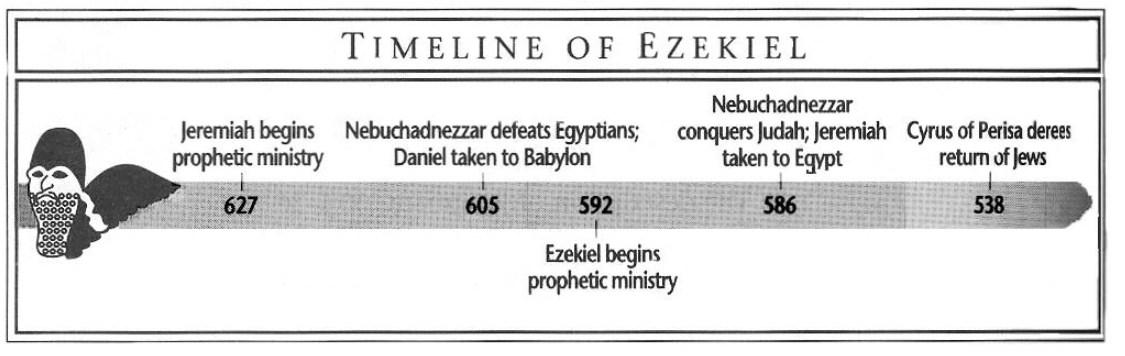 TIMELINE OF EZEKIEL
Jeremiah begins
prophetic ministry
627
Nebuchadnezzar defeats Egyptians;
Daniel taken to Babylon
605
592
Ezekiel begins
prophetic ministry
Nebuchadnezzar
conquers Judah; Jeremiah
taken to Egypt
586
Cyrus of Perisa derees
return of Jews
538